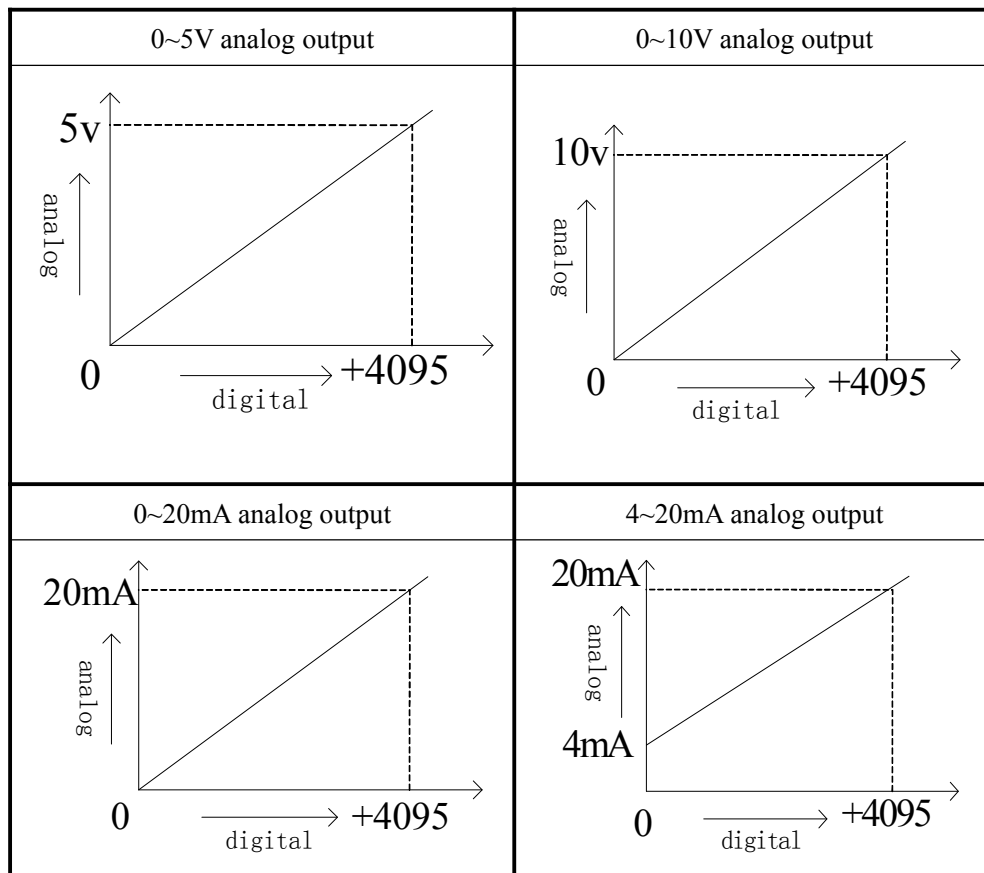 0~5V analog output
5v
analog
0
+4095
digital
0~10V analog output
10v
analog
0
+4095
digital
0~20mA analog output
20mA
analog
0
+4095
digital
4~20mA analog output
20mA
analog
4mA
0
+4095
digital